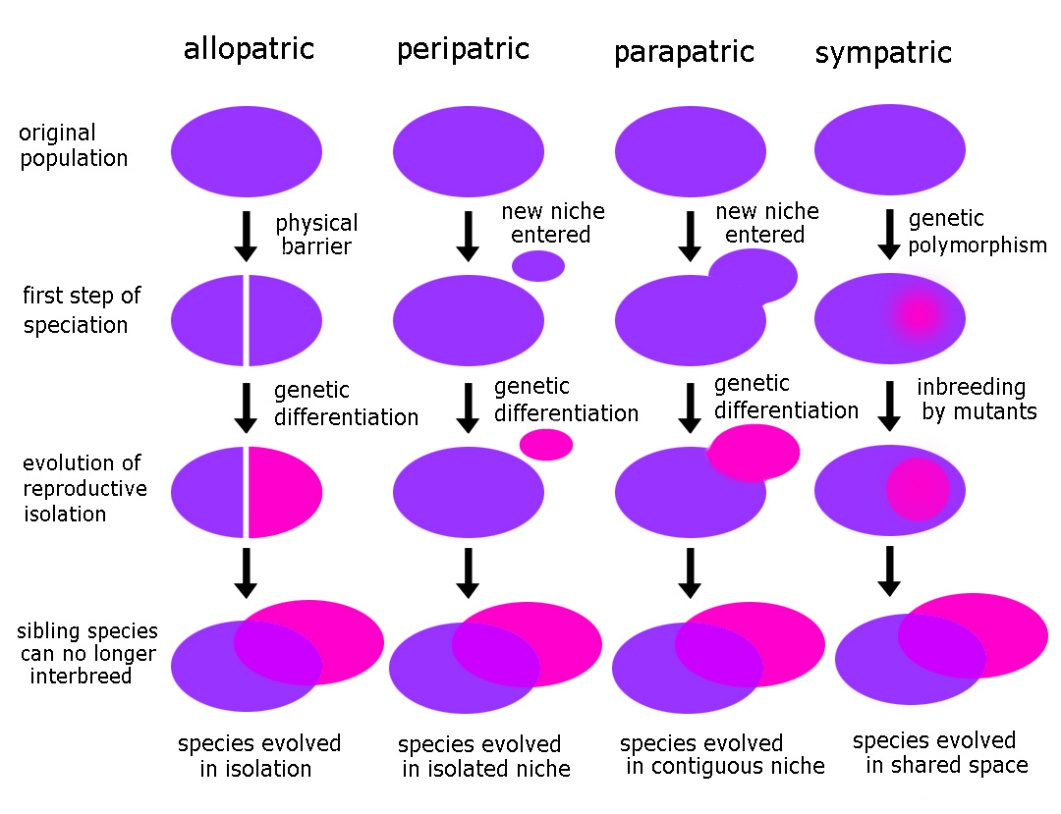 allopatric
peripatric
parapatric
sympatric
original
population
physical
barrier
new niche
entered
new niche
entered
genetic
polymorphism
first step of
speciation
genetic
differentiation
genetic
differentiation
genetic
differentiation
inbreeding
by mutants
evolution of
reproductive
isolation
sibling species
can no longer
interbreed
species evolved
in isolation
species evolved
in isolated niche
species evolved
in contiguous niche
species evolved
in shared space